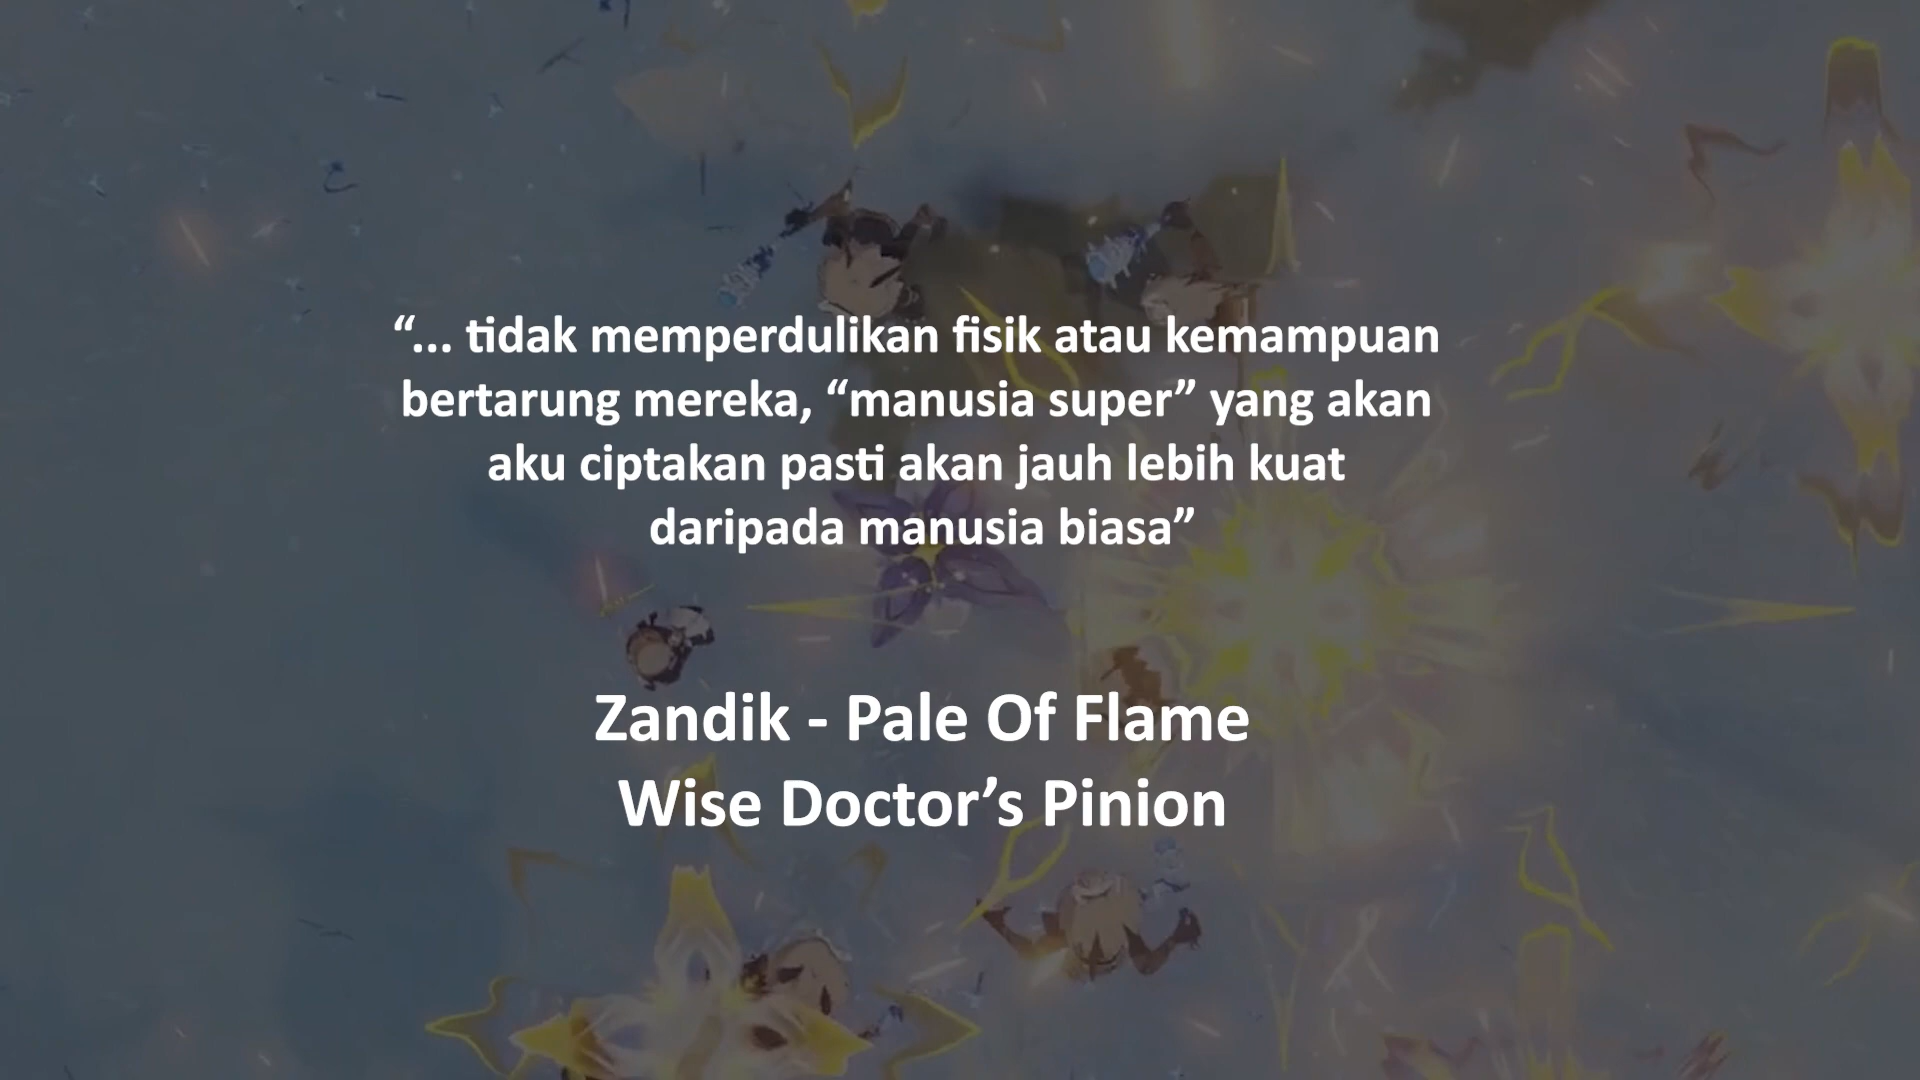 “... tidak memperdulikan fisik atau kemampuan
bertarung mereka, “manusia super” yang akan
aku ciptakan pasti akan jauh lebih kuat
daripada manusia biasa”
Zandik - Pale Of Flame
Wise Doctor’s Pinion